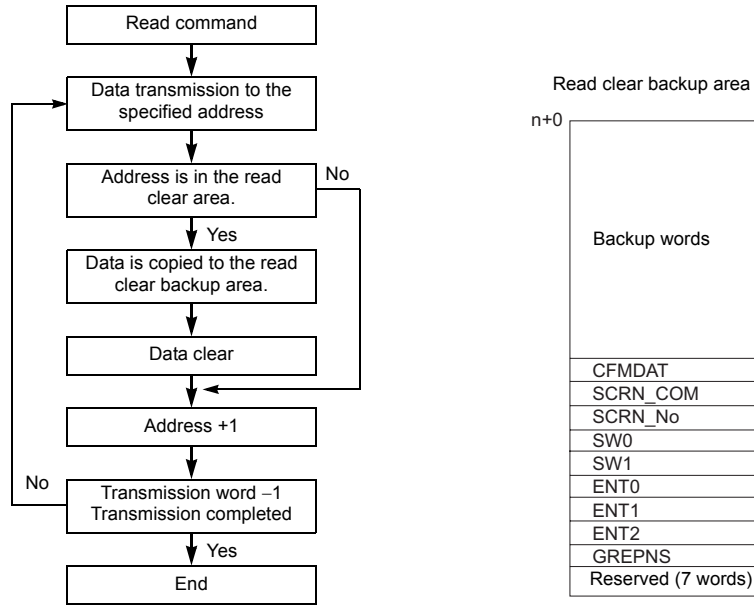 Read command
Data transmission to the
specified address
Address is in the read
clear area.
No
Yes
Data is copied to the read
clear backup area.
Data clear
Address +1
No
Transmission word −1
Transmission completed
Yes
End
Read clear backup area
n+0
Backup words
CFMDAT
SCRN_COM
SCRN_No
SW0
SW1
ENT0
ENT1
ENT2
GREPNS
Reserved (7 words)